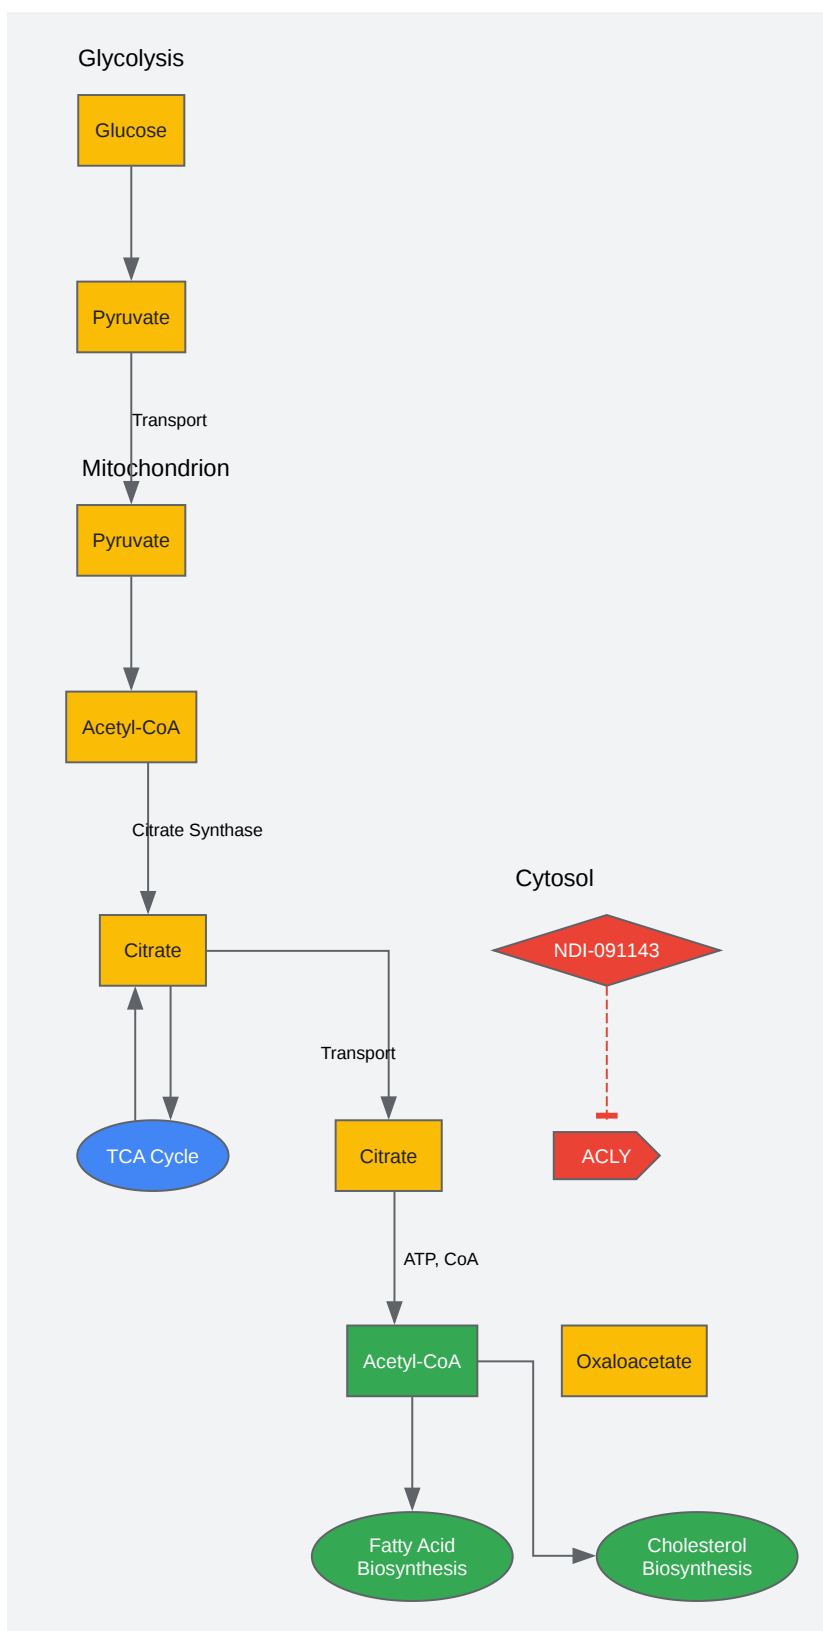 Glycolysis
Glucose
Pyruvate
Transport
Mitochondrion
Pyruvate
Acetyl-CoA
Citrate Synthase
Cytosol
Citrate
NDI-091143
Transport
TCA Cycle
Citrate
ACLY
ATP, CoA
Acetyl-CoA
Oxaloacetate
Fatty Acid
Biosynthesis
Cholesterol
Biosynthesis